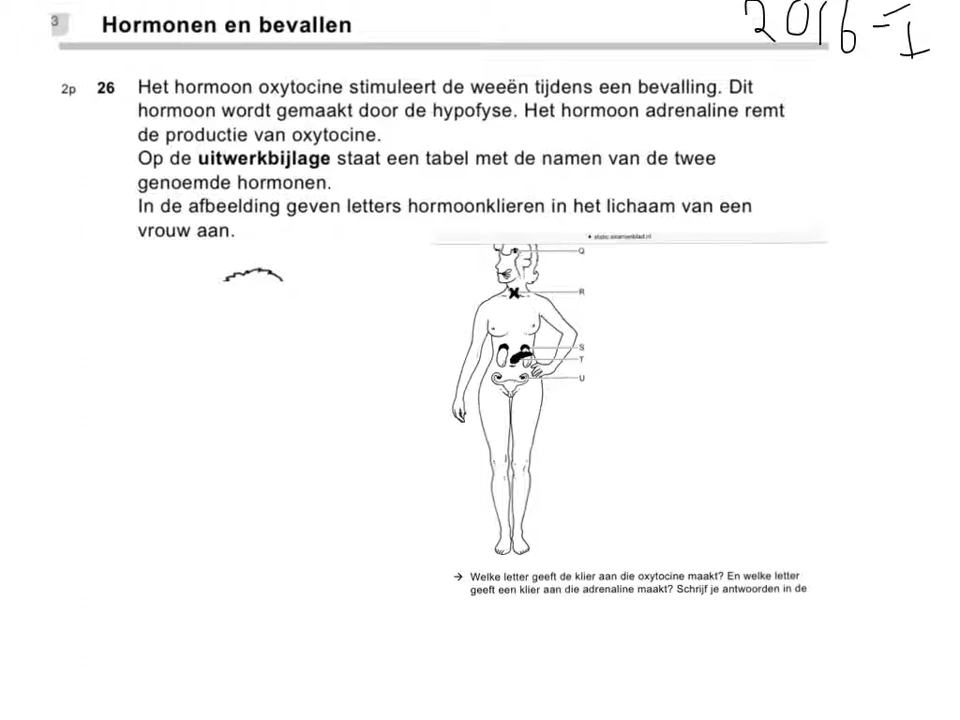 3 Hormonen en bevallen
2016-I
2p 26 Het hormoon oxytocine stimuleert de weeën tijdens een bevalling. Dit
hormoon wordt gemaakt door de hypofyse. Het hormoon adrenaline remt
de productie van oxytocine.
Op de uitwerkbijlage staat een tabel met de namen van de twee
genoemde hormonen.
In de afbeelding geven letters hormoonklieren in het lichaam van een
vrouw aan.
static.examenblad.nl
Q
R
S
T
U
→ Welke letter geeft de klier aan die oxytocine maakt? En welke letter
geeft een klier aan die adrenaline maakt? Schrijf je antwoorden in de